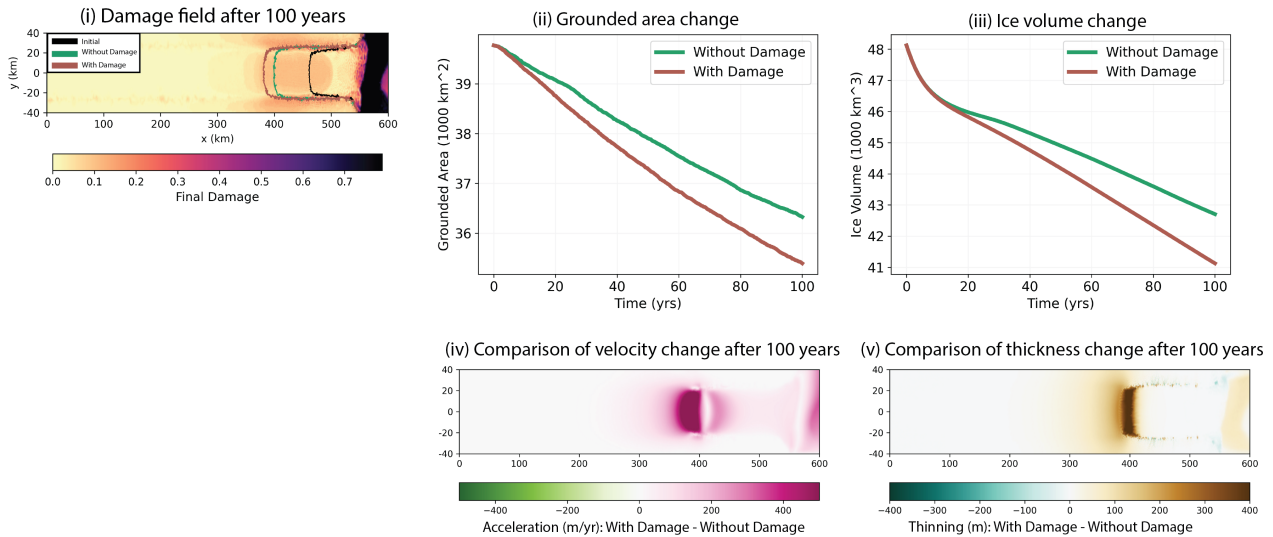 (i) Damage field after 100 years
Initial
Without Damage
With Damage
y (km)
40
20
0
-20
-40
0 100 200 300 400 500 600
x (km)
0.0 0.1 0.2 0.3 0.4 0.5 0.6 0.7
Final Damage
(ii) Grounded area change
Without Damage
With Damage
Grounded Area (1000 km^2)
39
38
37
36
0 20 40 60 80 100
Time (yrs)
(iii) Ice volume change
Without Damage
With Damage
Ice Volume (1000 km^3)
48
47
46
45
44
43
42
41
0 20 40 60 80 100
Time (yrs)
(iv) Comparison of velocity change after 100 years
40
20
0
-20
-40
0 100 200 300 400 500 600
−400 −200 0 200 400
Acceleration (m/yr): With Damage - Without Damage
(v) Comparison of thickness change after 100 years
40
20
0
-20
-40
0 100 200 300 400 500 600
−400 −300 −200 −100 0 100 200 300 400
Thinning (m): With Damage - Without Damage